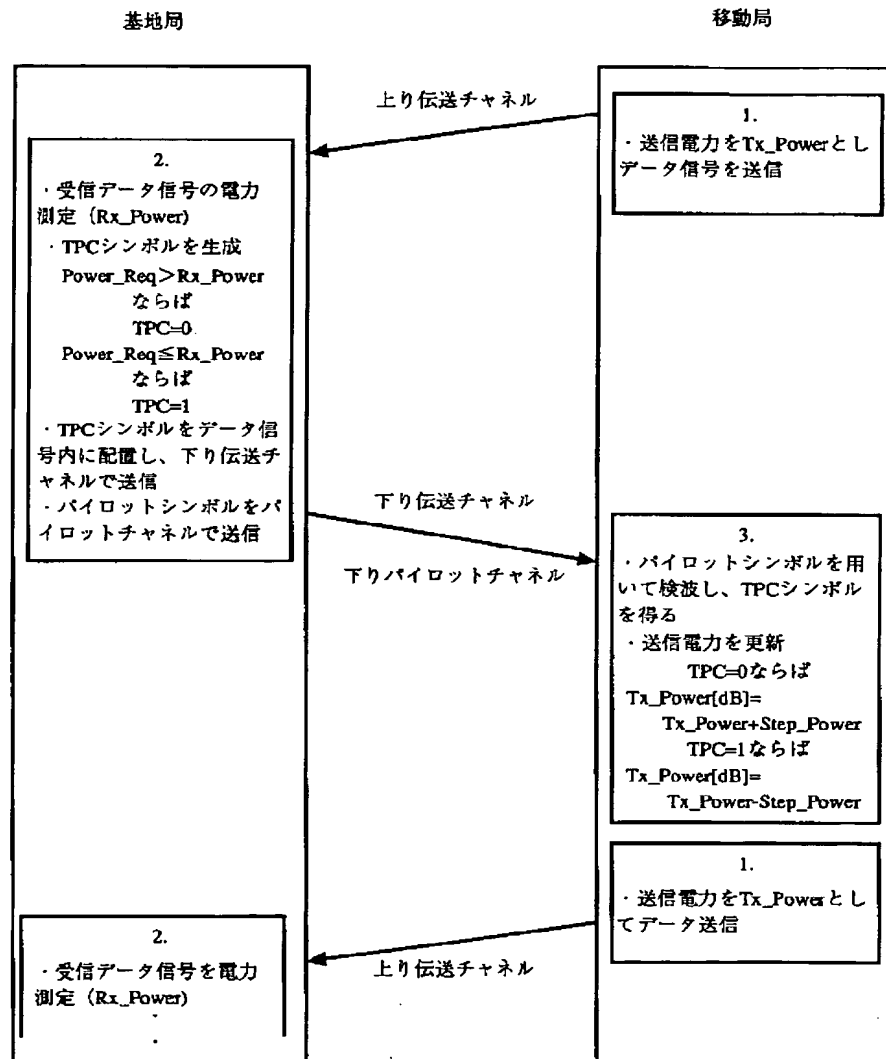 基地局
移動局
上り伝送チャネル
1.
・送信電力をTx_Powerとし
データ信号を送信
2.
・受信データ信号の電力
測定（Rx_Power)
・TPCシンボルを生成
Power_Req＞Rx_Power
ならば
TPC=0
Power_Req≦Rx_Power
ならば
TPC=1
・TPCシンボルをデータ信
号内に配置し、下り伝送チ
ャネルで送信
・パイロットシンボルをパ
イロットチャネルで送信
下り伝送チャネル
下りパイロットチャネル
3.
・パイロットシンボルを用
いて検波し、TPCシンボル
を得る
・送信電力を更新
TPC=0ならば
Tx_Power[dB]=
Tx_Power+Step_Power
TPC=1ならば
Tx_Power[dB]=
Tx_Power-Step_Power
1.
・送信電力をTx_Powerとし
てデータ送信
上り伝送チャネル
2.
・受信データ信号を電力
測定（Rx_Power)
・
・